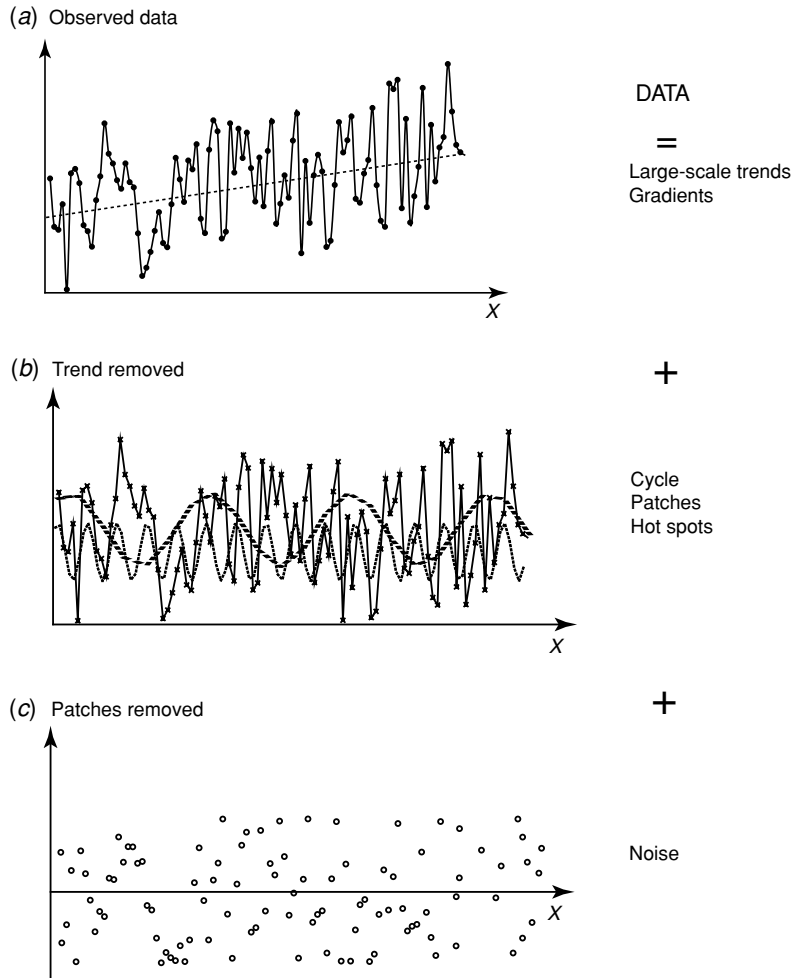 (a) Observed data
DATA
=
Large-scale trends
Gradients
X
(b) Trend removed
+
Cycle
Patches
Hot spots
X
(c) Patches removed
+
Noise
X